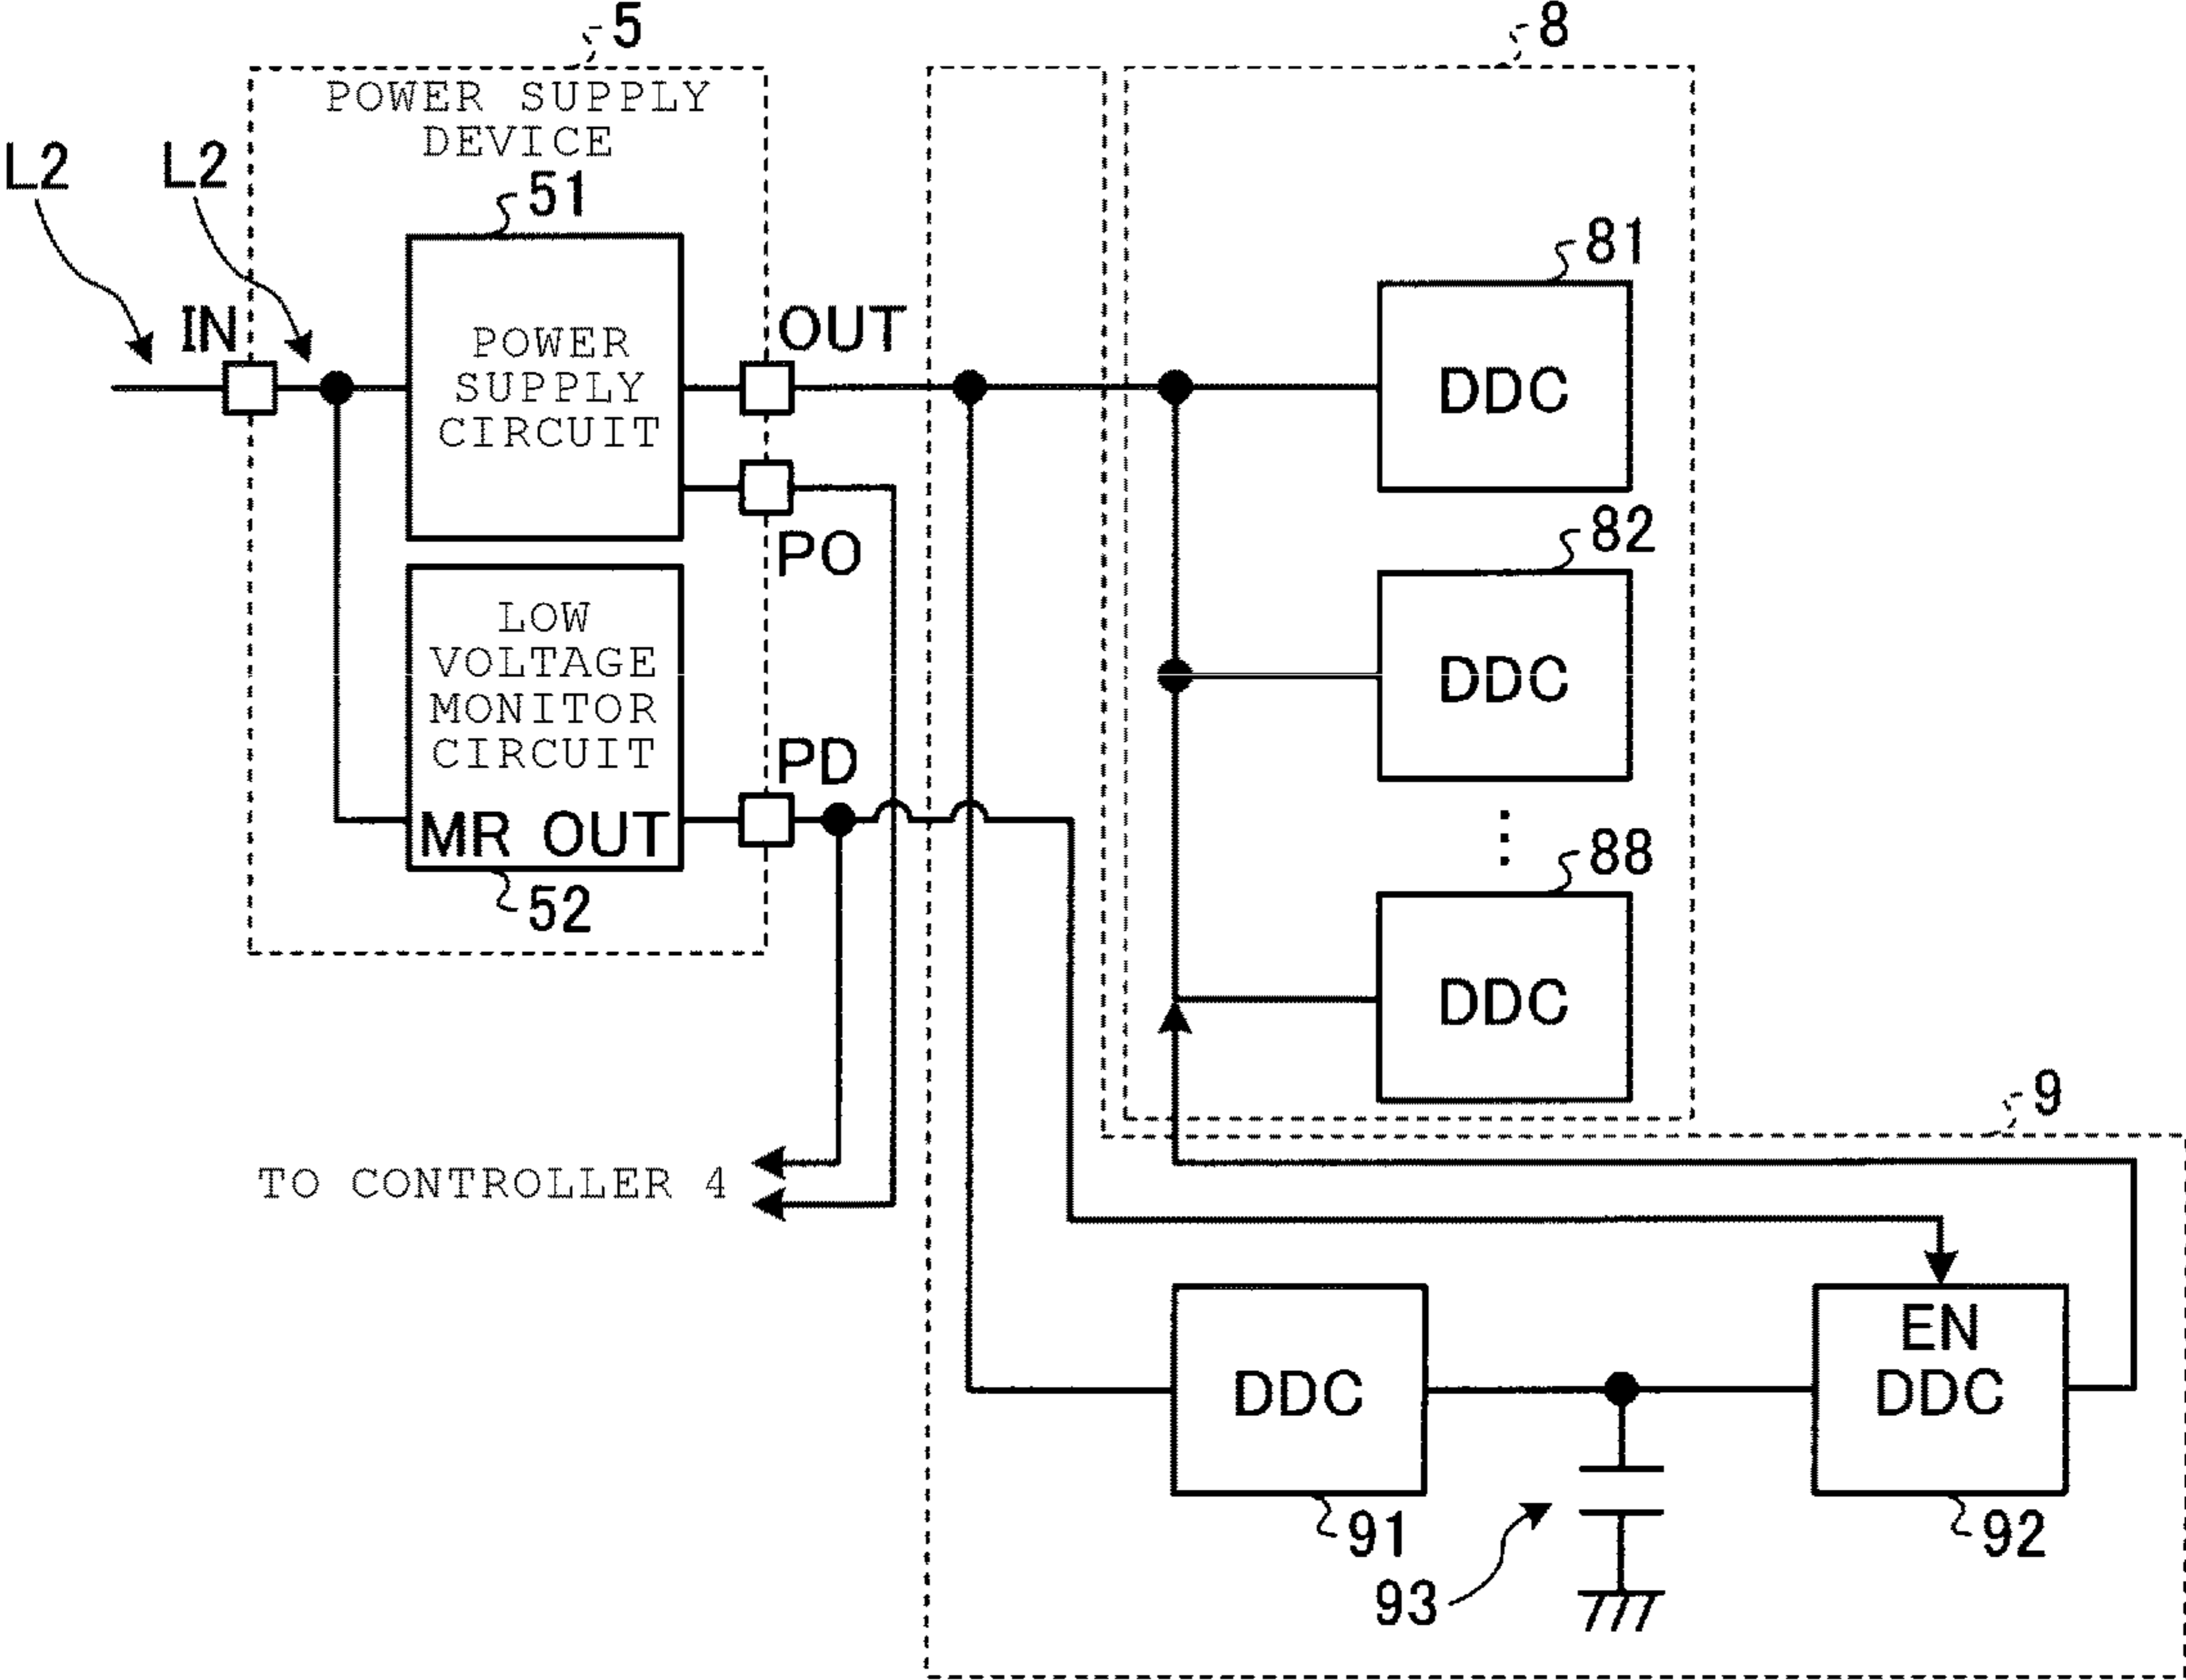 5
8
POWER SUPPLY
DEVICE
L2
L2
51
81
IN
OUT
POWER
SUPPLY
CIRCUIT
DDC
82
PO
LOW
VOLTAGE
MONITOR
CIRCUIT
DDC
PD
MR OUT
88
52
DDC
9
TO CONTROLLER 4
EN
DDC
DDC
91
92
93